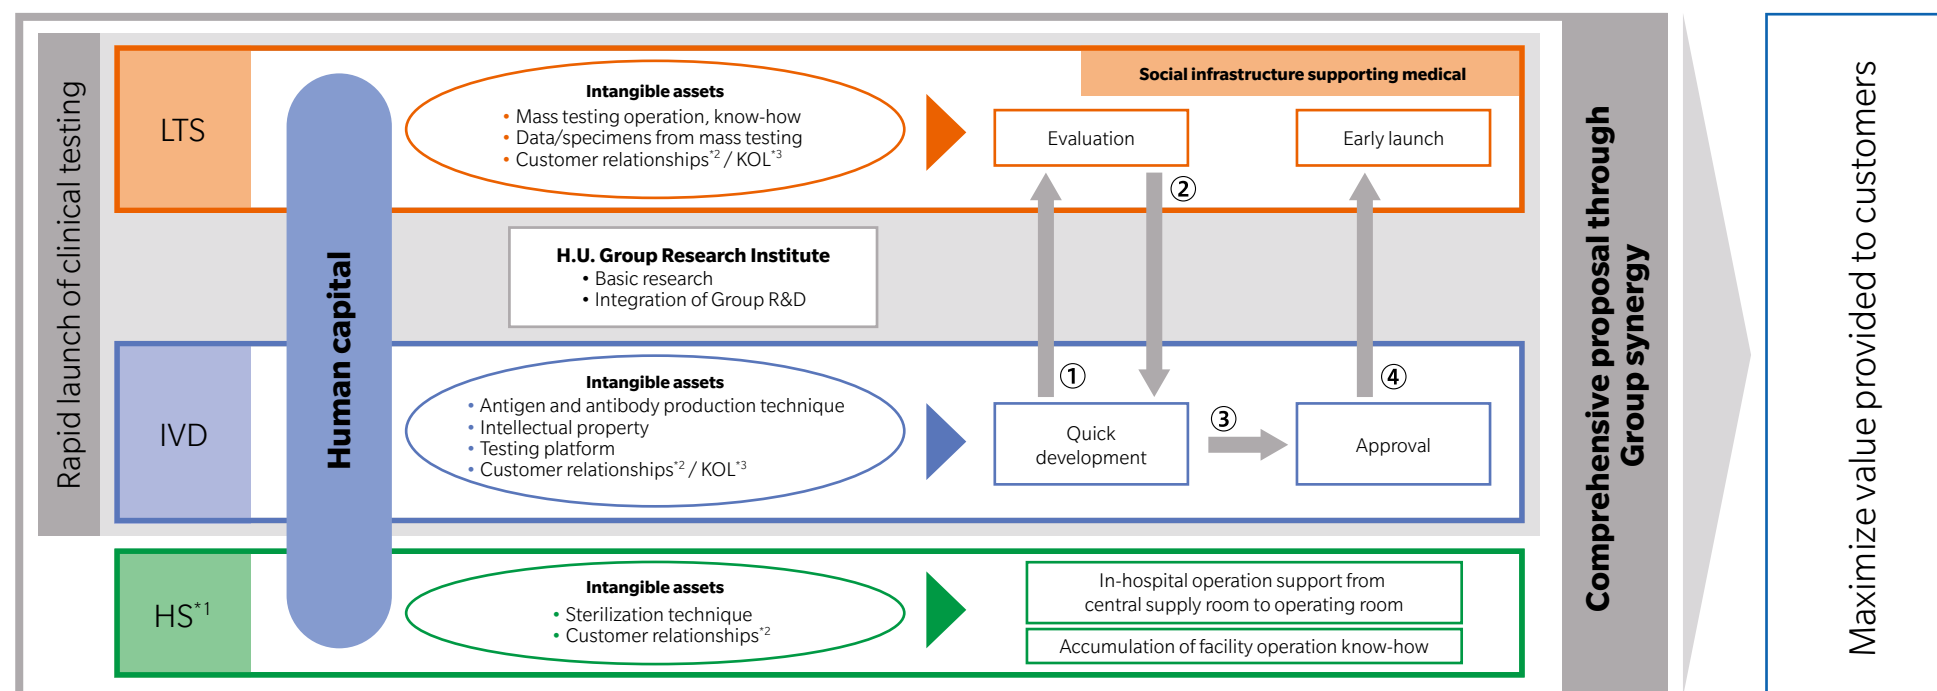 Rapid launch of clinical testing
LTS
Human capital
Intangible assets
• Mass testing operation, know-how
• Data/specimens from mass testing
• Customer relationships*2 / KOL*3
Social infrastructure supporting medical
Evaluation
Early launch
②
H.U. Group Research Institute
• Basic research
• Integration of Group R&D
①
④
IVD
Intangible assets
• Antigen and antibody production technique
• Intellectual property
• Testing platform
• Customer relationships*2 / KOL*3
Quick
development
③
Approval
HS*1
Intangible assets
• Sterilization technique
• Customer relationships*2
In-hospital operation support from
central supply room to operating room
Accumulation of facility operation know-how
Comprehensive proposal through
Group synergy
Maximize value provided to customers